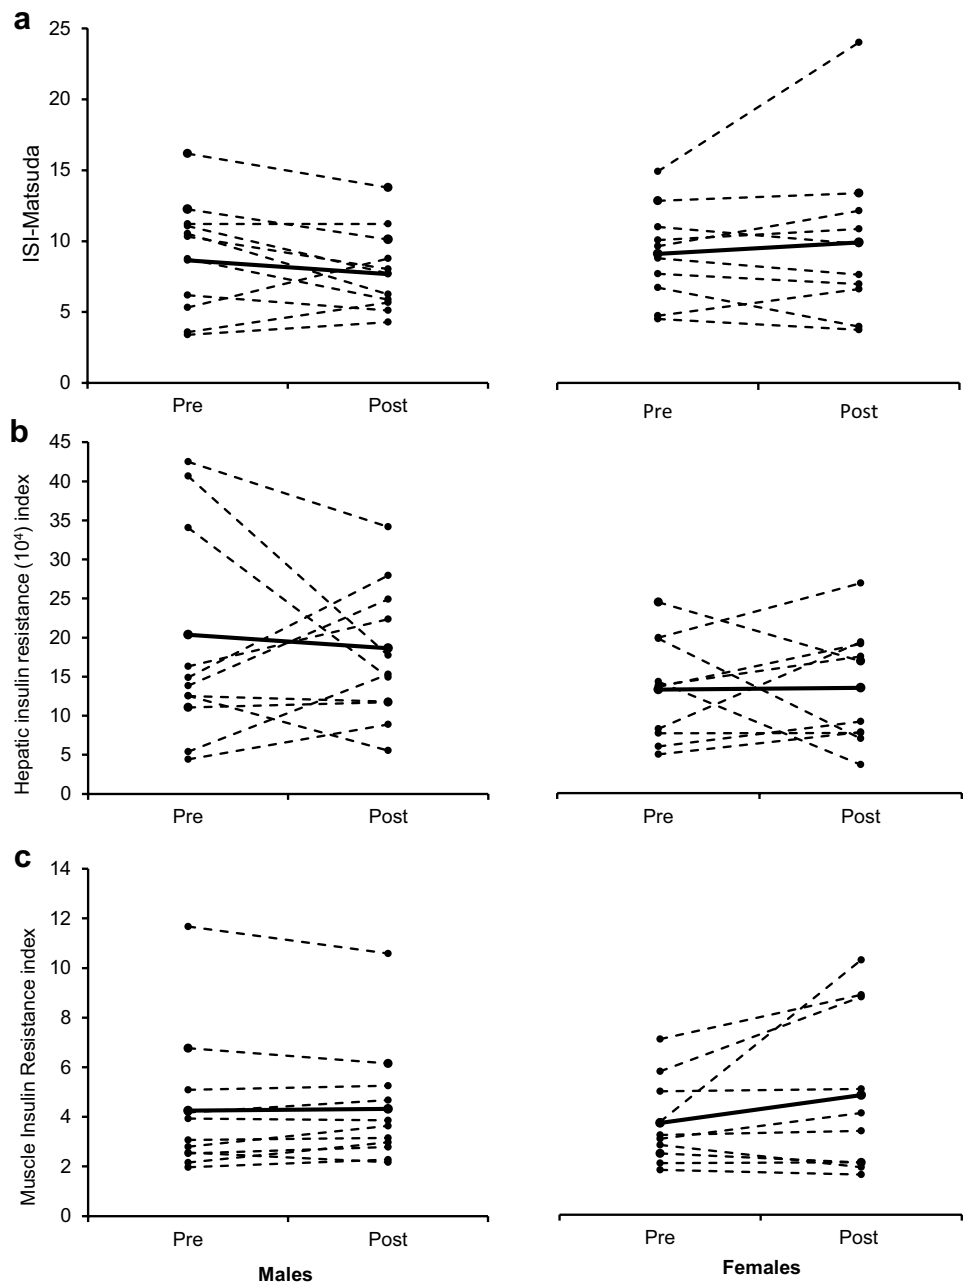 a
25
20
15
10
5
0
ISI-Matsuda
Pre Post
Pre Post
b
45
40
35
30
25
20
15
10
5
0
Hepatic insulin resistance (10⁴) index
Pre Post
Pre Post
c
14
12
10
8
6
4
2
0
Muscle Insulin Resistance index
Pre Post
Pre Post
Males
Females